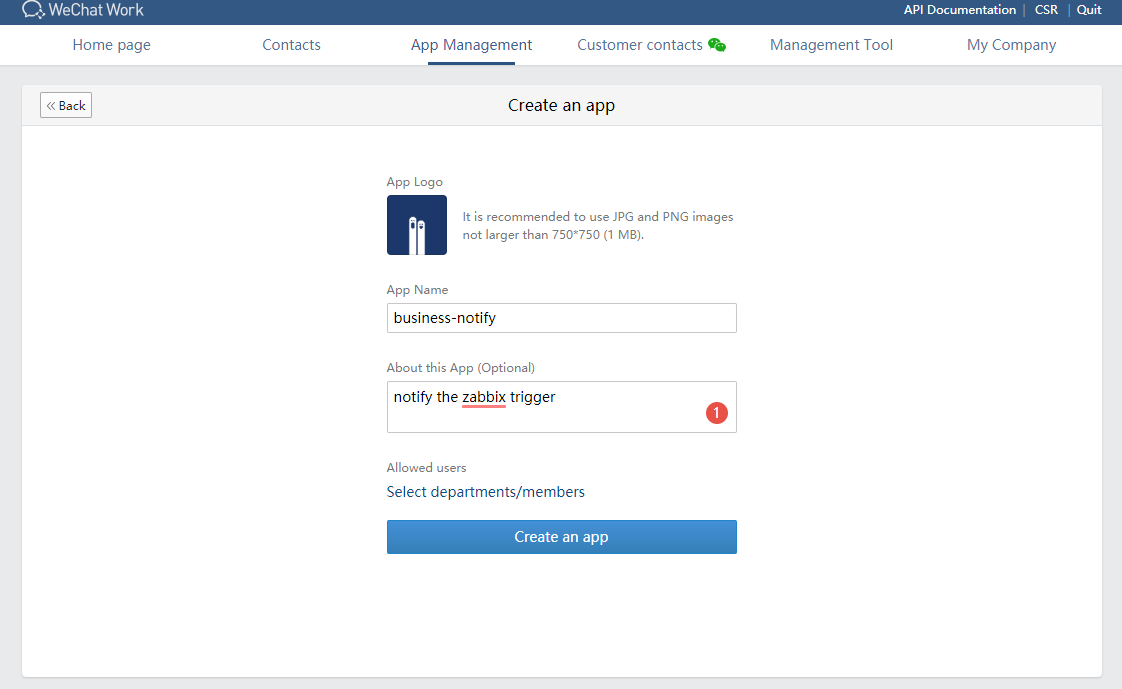 WeChat Work
API Documentation | CSR | Quit
Home page Contacts App Management Customer contacts Management Tool My Company
« Back
Create an app
App Logo
It is recommended to use JPG and PNG images
not larger than 750*750 (1 MB).
App Name
business-notify
About this App (Optional)
notify the zabbix trigger
1
Allowed users
Select departments/members
Create an app